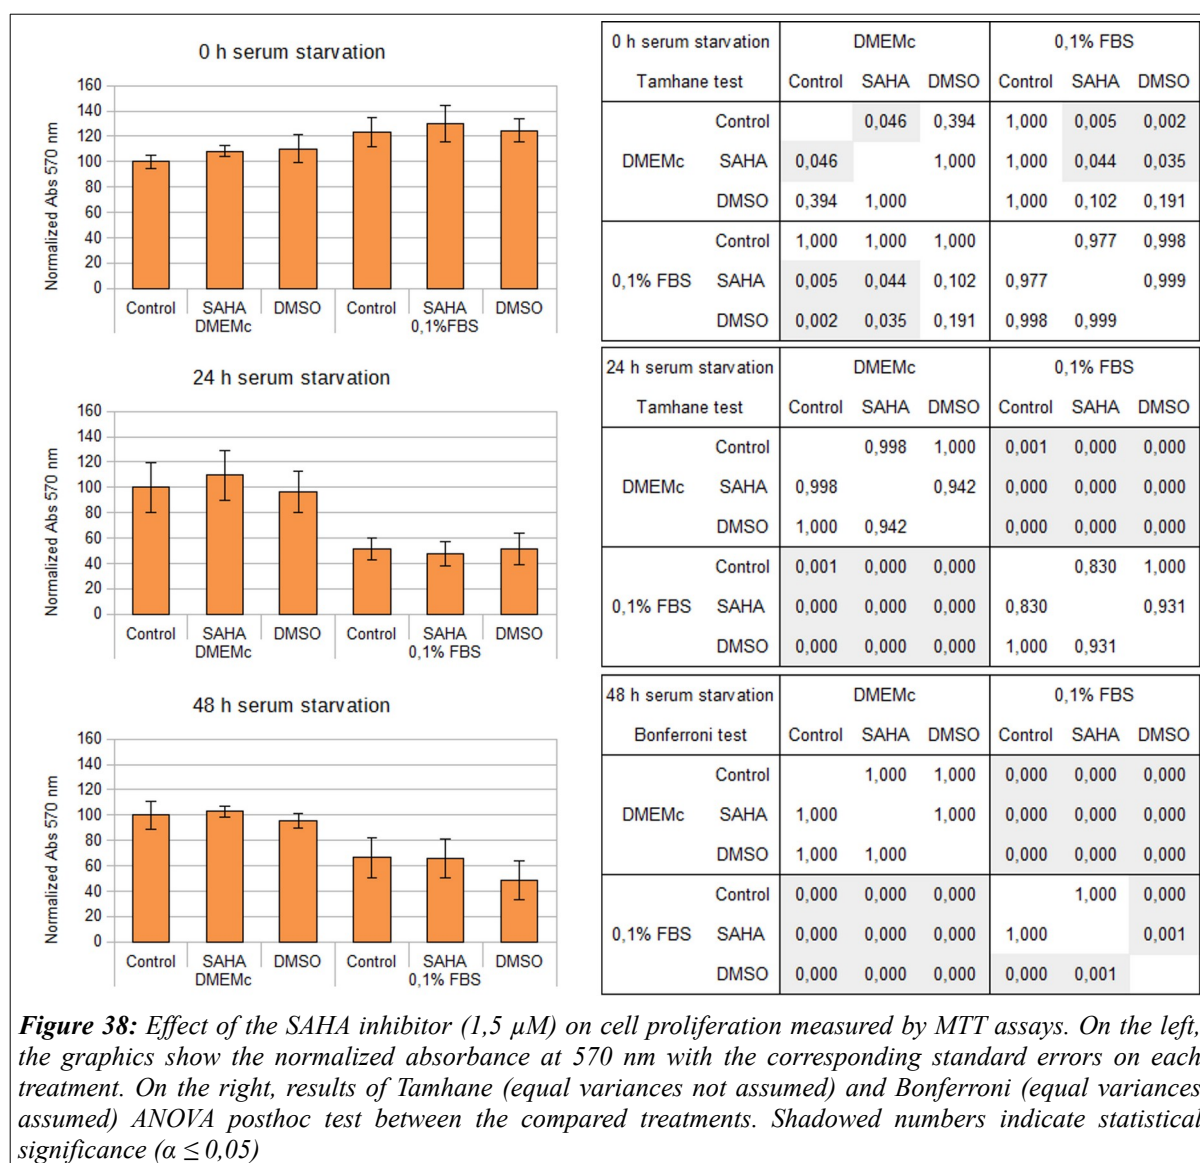 0 h serum starvation
Normalized Abs 570 nm
160
140
120
100
80
60
40
20
0
Control SAHA DMSO Control SAHA DMSO
DMEMc 0,1%FBS
0 h serum starvation DMEMc 0,1% FBS
Tamhane test Control SAHA DMSO Control SAHA DMSO
Control 0,046 0,394 1,000 0,005 0,002
DMEMc SAHA 0,046 1,000 1,000 0,044 0,035
DMSO 0,394 1,000 1,000 0,102 0,191
Control 1,000 1,000 1,000 0,977 0,998
0,1% FBS SAHA 0,005 0,044 0,102 0,977 0,999
DMSO 0,002 0,035 0,191 0,998 0,999
24 h serum starvation
Normalized Abs 570 nm
160
140
120
100
80
60
40
20
0
Control SAHA DMSO Control SAHA DMSO
DMEMc 0,1% FBS
24 h serum starvation DMEMc 0,1% FBS
Tamhane test Control SAHA DMSO Control SAHA DMSO
Control 0,998 1,000 0,001 0,000 0,000
DMEMc SAHA 0,998 0,942 0,000 0,000 0,000
DMSO 1,000 0,942 0,000 0,000 0,000
Control 0,001 0,000 0,000 0,830 1,000
0,1% FBS SAHA 0,000 0,000 0,000 0,830 0,931
DMSO 0,000 0,000 0,000 1,000 0,931
48 h serum starvation
Normalized Abs 570 nm
160
140
120
100
80
60
40
20
0
Control SAHA DMSO Control SAHA DMSO
DMEMc 0,1% FBS
48 h serum starvation DMEMc 0,1% FBS
Bonferroni test Control SAHA DMSO Control SAHA DMSO
Control 1,000 1,000 0,000 0,000 0,000
DMEMc SAHA 1,000 1,000 0,000 0,000 0,000
DMSO 1,000 1,000 0,000 0,000 0,000
Control 0,000 0,000 0,000 1,000 0,000
0,1% FBS SAHA 0,000 0,000 0,000 1,000 0,001
DMSO 0,000 0,000 0,000 0,000 0,001
Figure 38: Effect of the SAHA inhibitor (1,5 µM) on cell proliferation measured by MTT assays. On the left,
the graphics show the normalized absorbance at 570 nm with the corresponding standard errors on each
treatment. On the right, results of Tamhane (equal variances not assumed) and Bonferroni (equal variances
assumed) ANOVA posthoc test between the compared treatments. Shadowed numbers indicate statistical
significance (α ≤ 0,05)